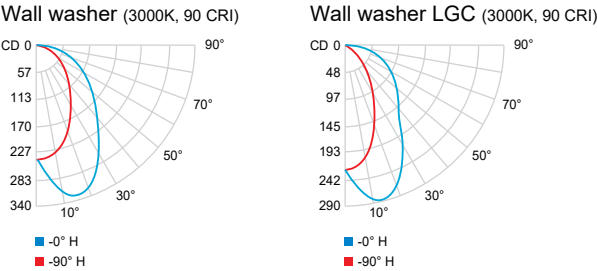 Wall washer (3000K, 90 CRI)
CD 0
57
113
170
227
283
340
90°
70°
50°
30°
10°
-0° H
-90° H
Wall washer LGC (3000K, 90 CRI)
CD 0
48
97
145
193
242
290
90°
70°
50°
30°
10°
-0° H
-90° H